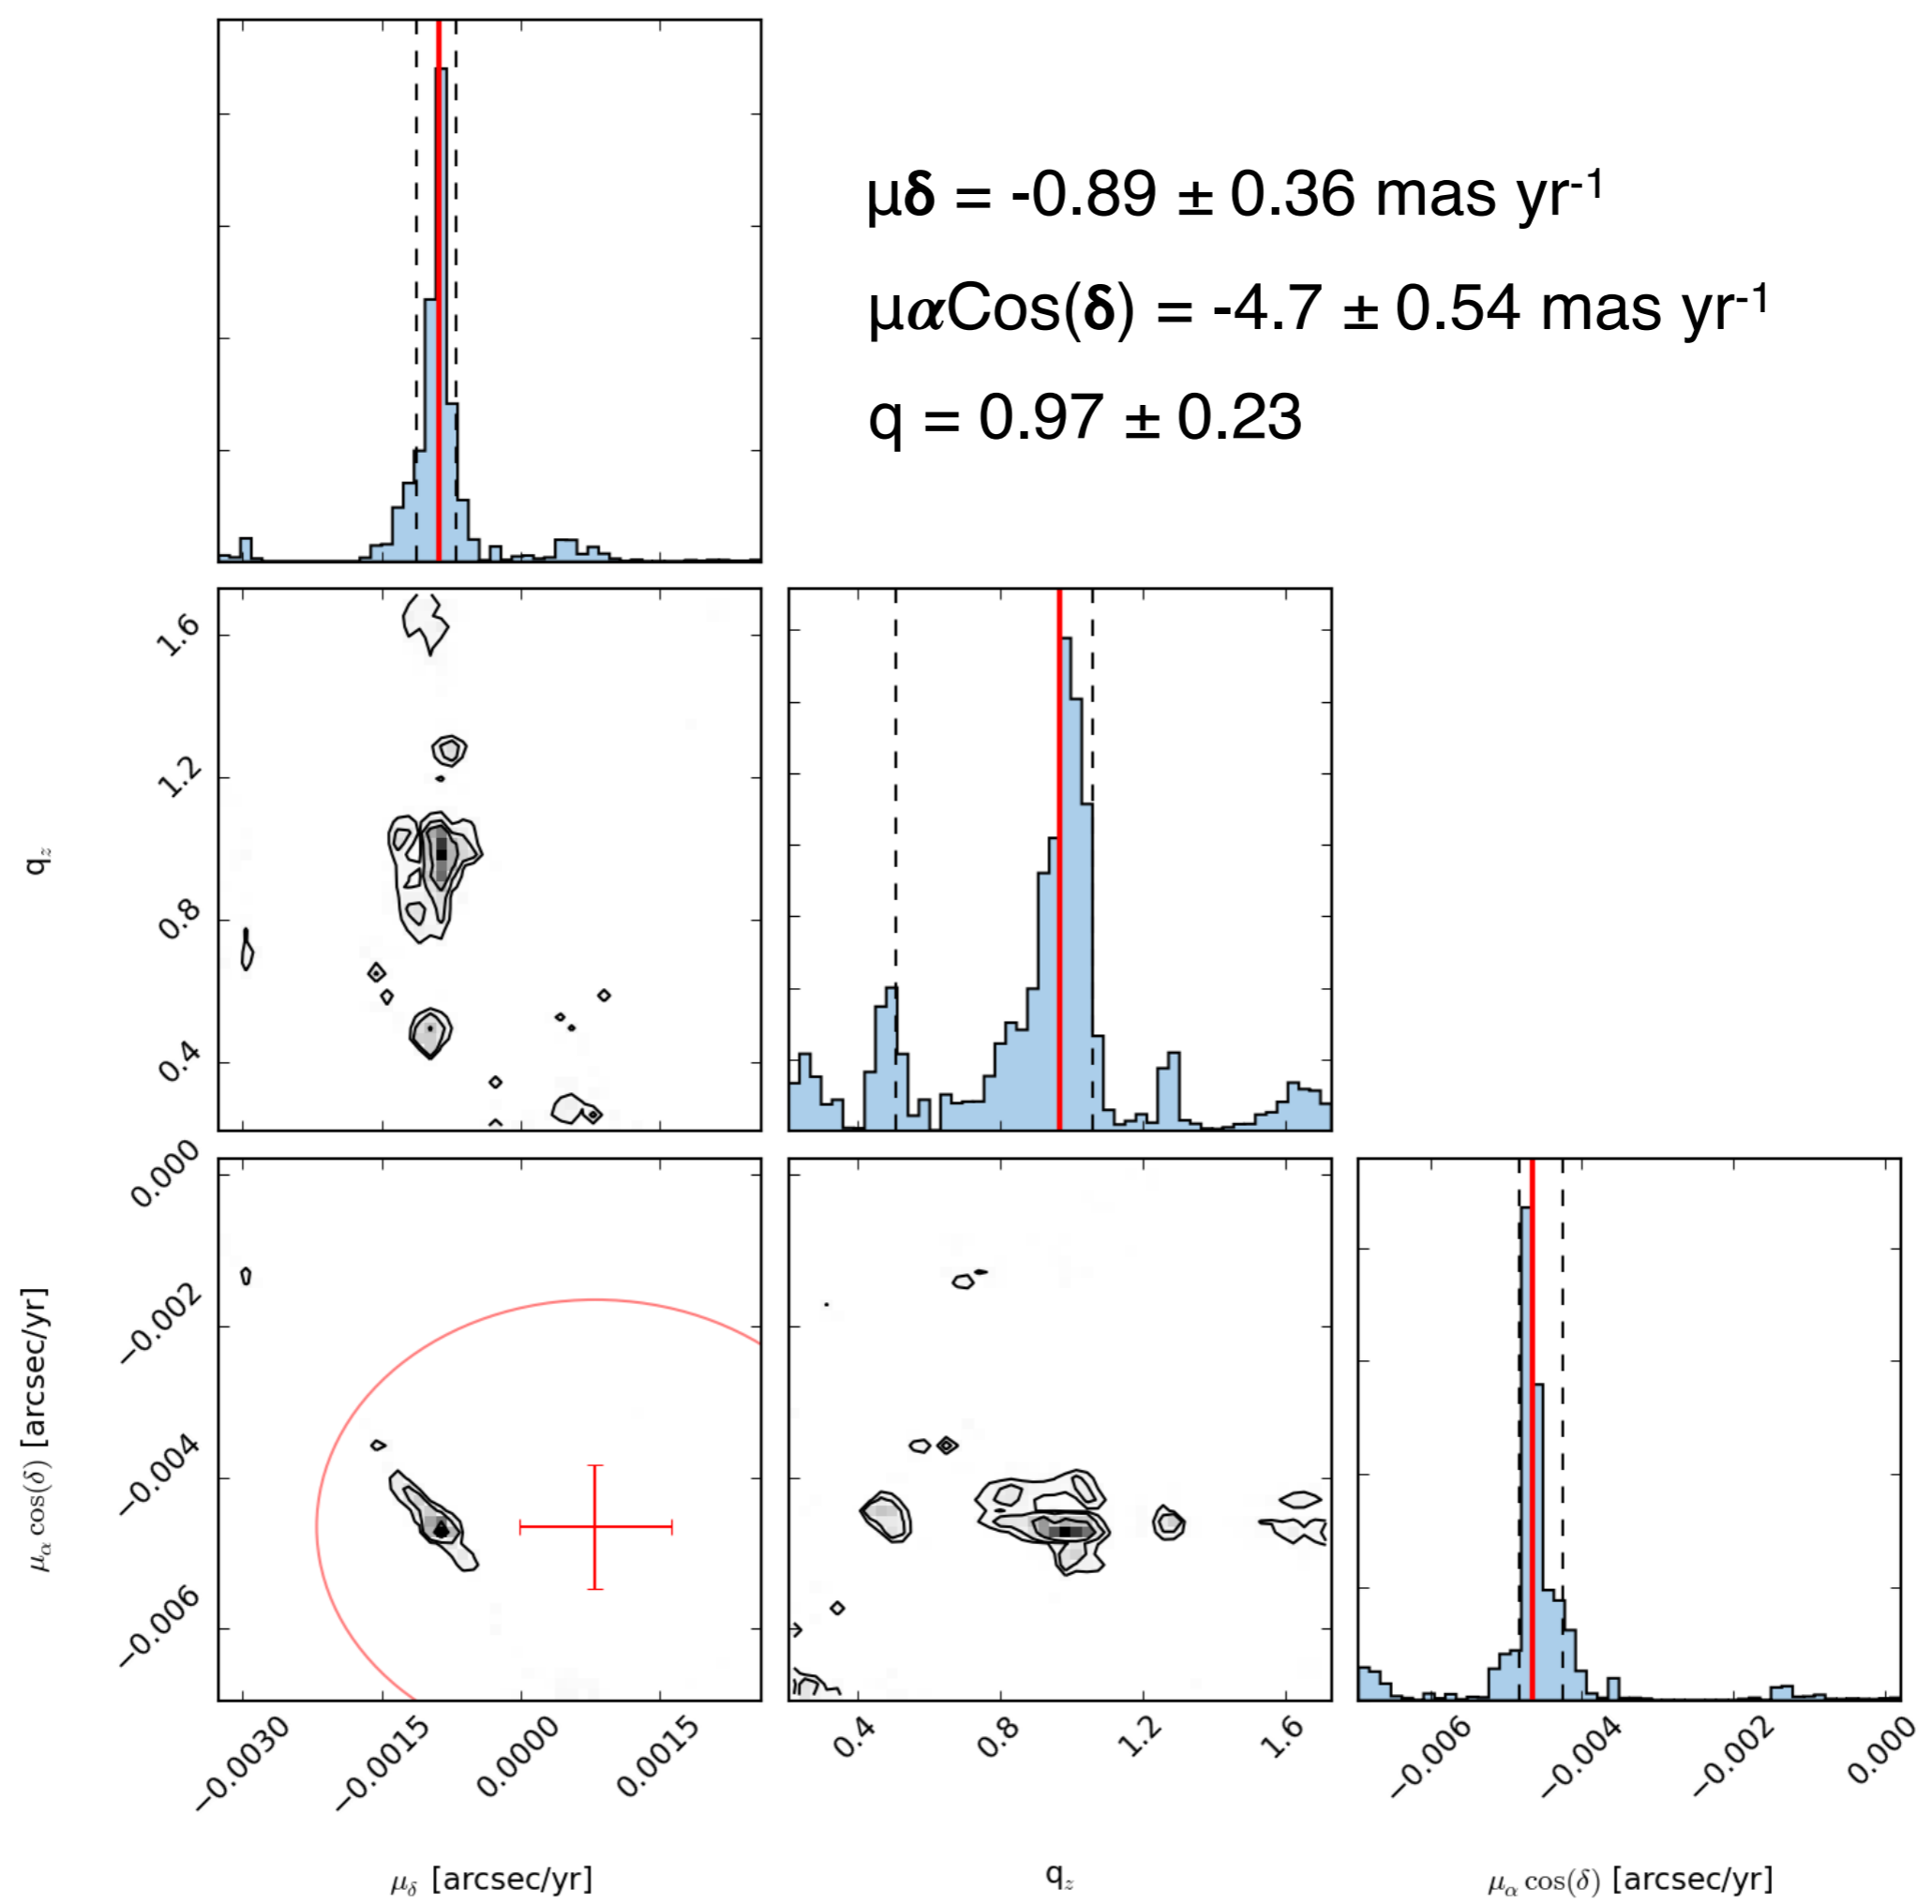 μδ = -0.89 ± 0.36 mas yr-1
μαCos(δ) = -4.7 ± 0.54 mas yr-1
q = 0.97 ± 0.23
1.6
1.2
0.8
0.4
qz
0.000
−0.002
−0.004
−0.006
μα cos(δ) [arcsec/yr]
−0.0030 −0.0015 0.0000 0.0015 0.4 0.8 1.2 1.6 −0.006 −0.004 −0.002 0.000
μδ [arcsec/yr] qz μα cos(δ) [arcsec/yr]